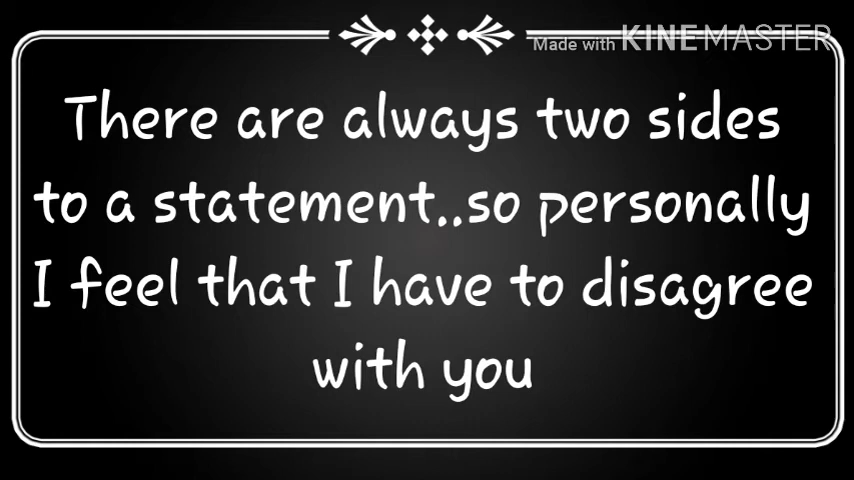 Made with KINEMASTER
There are always two sides
to a statement..so personally
I feel that I have to disagree
with you